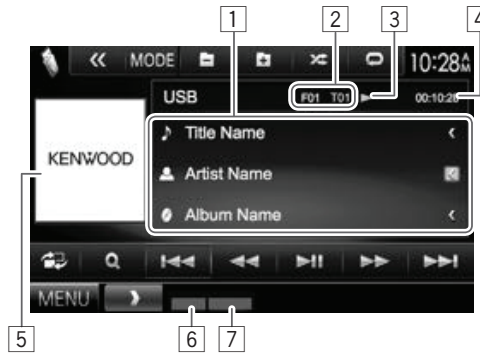 1 2 3 4
« MODE 10:28AM
USB F01 T01 00:10:20
Title Name
KENWOOD
Artist Name
Album Name
MENU
5 6 7